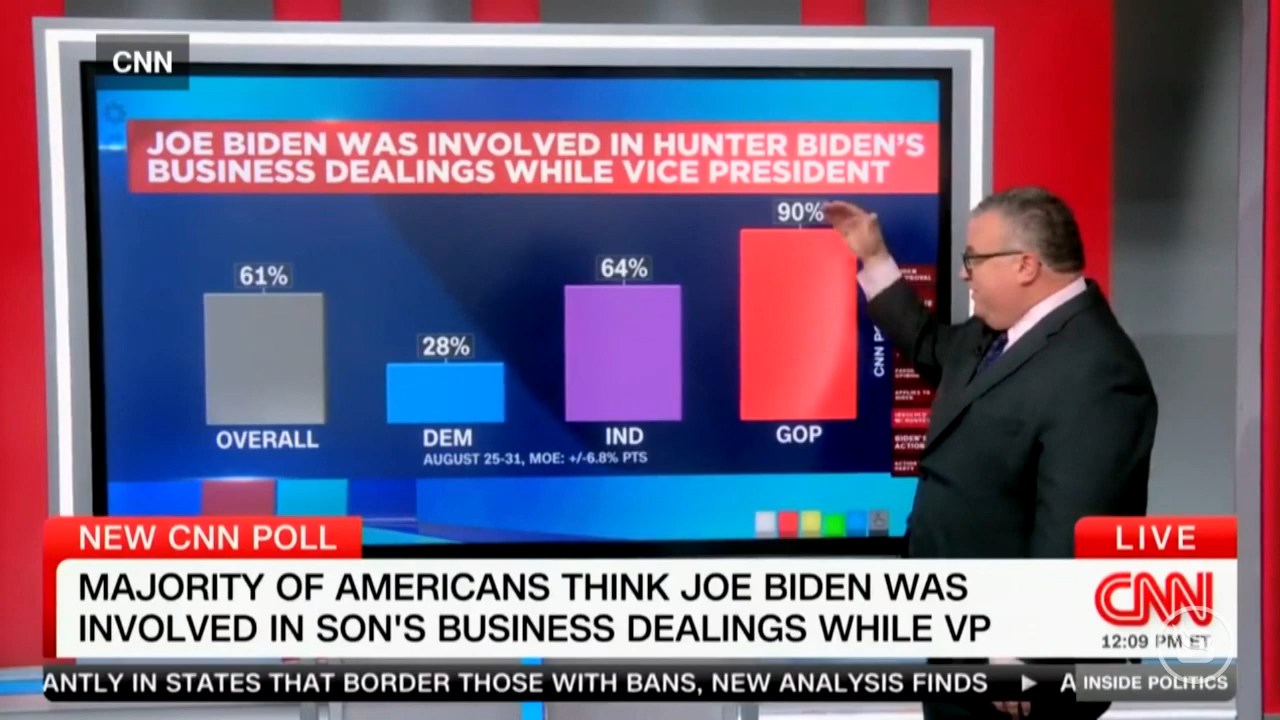 CNN
JOE BIDEN WAS INVOLVED IN HUNTER BIDEN'S
BUSINESS DEALINGS WHILE VICE PRESIDENT
61%
28%
64%
90%
OVERALL
DEM
IND
GOP
AUGUST 25-31, MOE: +/-6.8% PTS
CNN
NEW CNN POLL
LIVE
MAJORITY OF AMERICANS THINK JOE BIDEN WAS
INVOLVED IN SON'S BUSINESS DEALINGS WHILE VP
CNN
12:09 PM ET
ANTLY IN STATES THAT BORDER THOSE WITH BANS, NEW ANALYSIS FINDS
A
INSIDE POLITICS